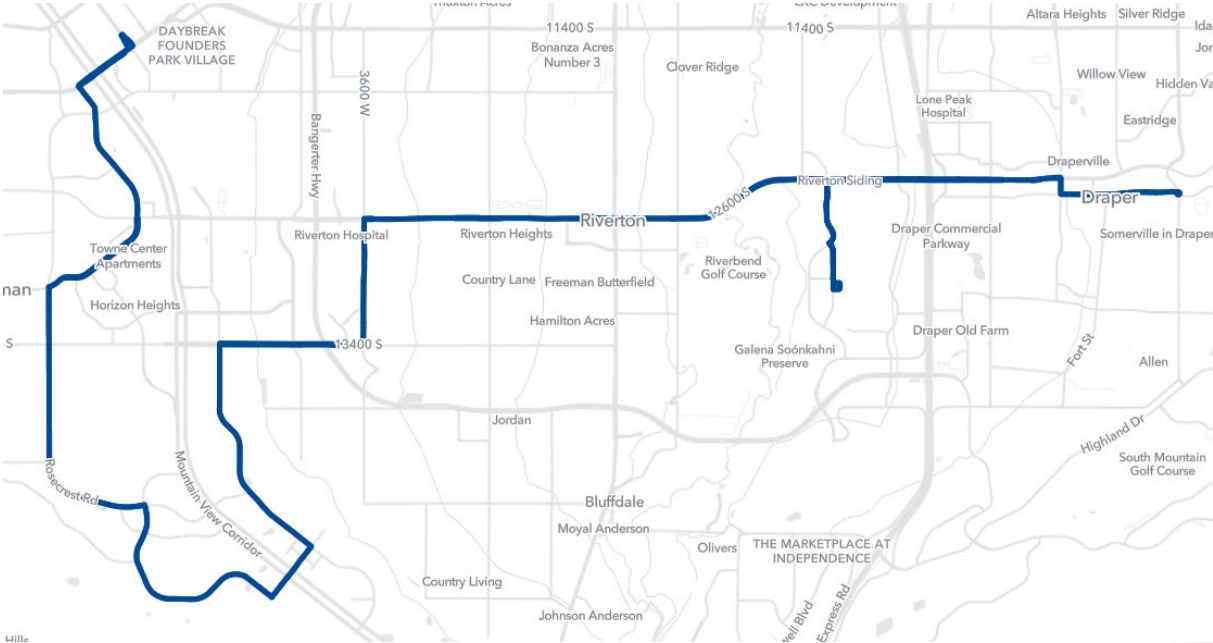 11400 S
11400 S
Altara Heights
Silver Ridge
DAYBREAK
FOUNDERS
PARK VILLAGE
Bonanza Acres
Number 3
Clover Ridge
Willow View
3600 W
Lone Peak
Hospital
Eastridge
Bangerter Hwy
Draperville
Riverton Siding
Draper
12600 S
Riverton
Riverton Hospital
Riverton Heights
Draper Commercial
Parkway
Somerville in Draper
Towne Center
Apartments
Riverbend
Golf Course
Country Lane
Freeman Butterfield
Horizon Heights
Hamilton Acres
Draper Old Farm
S
13400 S
Galena Soónkahni
Preserve
Fort St
Allen
Jordan
Highland Dr
Rosecrest Rd
Mountain View Corridor
South Mountain
Golf Course
Bluffdale
Moyal Anderson
Olivers
THE MARKETPLACE AT
INDEPENDENCE
Country Living
Johnson Anderson
Express Rd
Hills